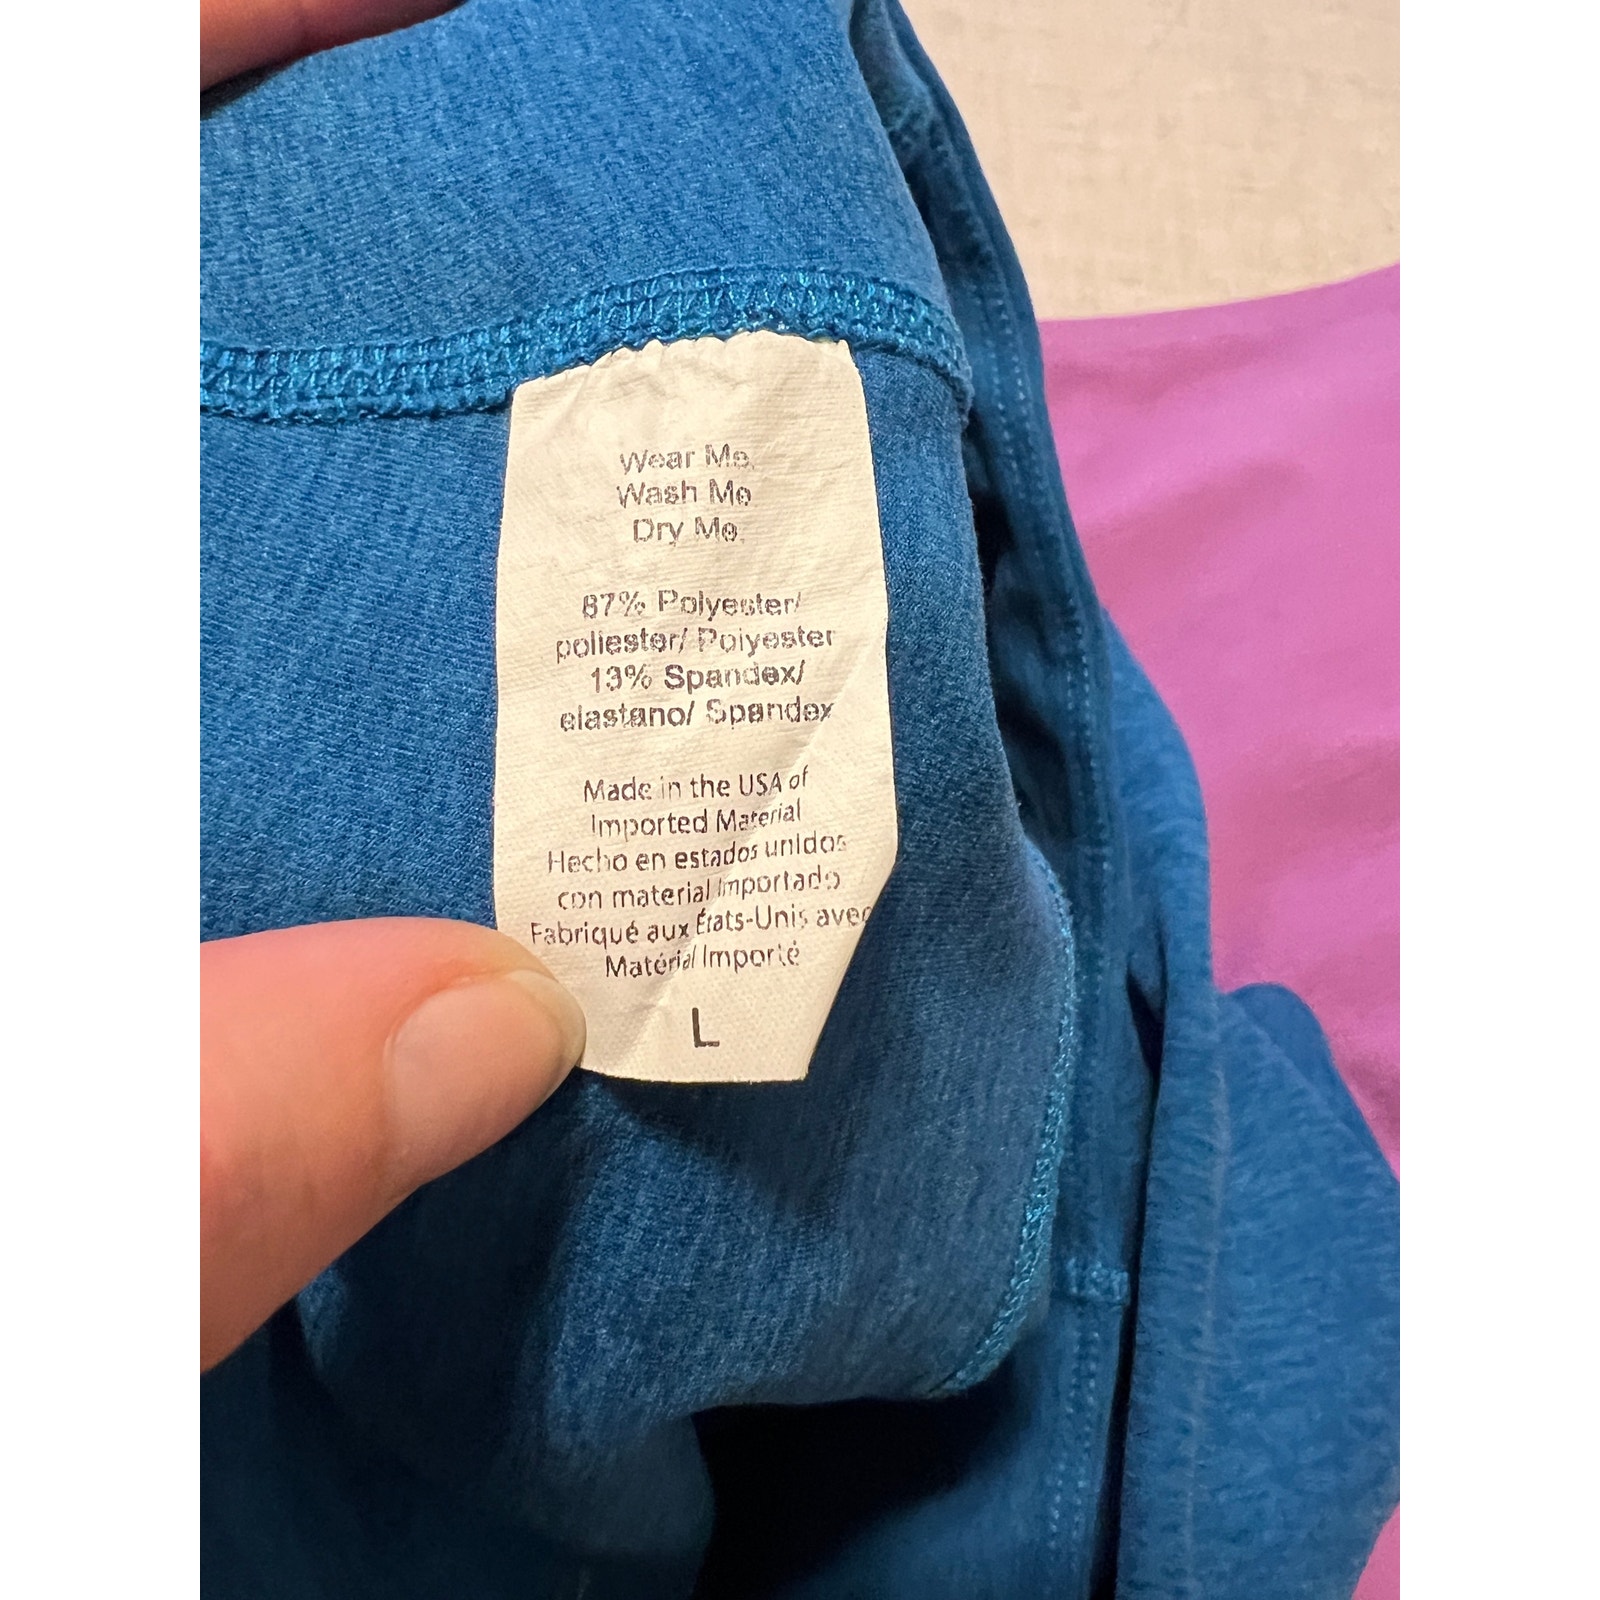 Wear Me.
Wash Me
Dry Me.
87% Polyester/
poliester/ Polyester
13% Spandex/
elastano/ Spandex
Made in the USA of
Imported Material
Hecho en estados unidos
con material importado
Fabriqué aux États-Unis avec
Matérial Importé
L